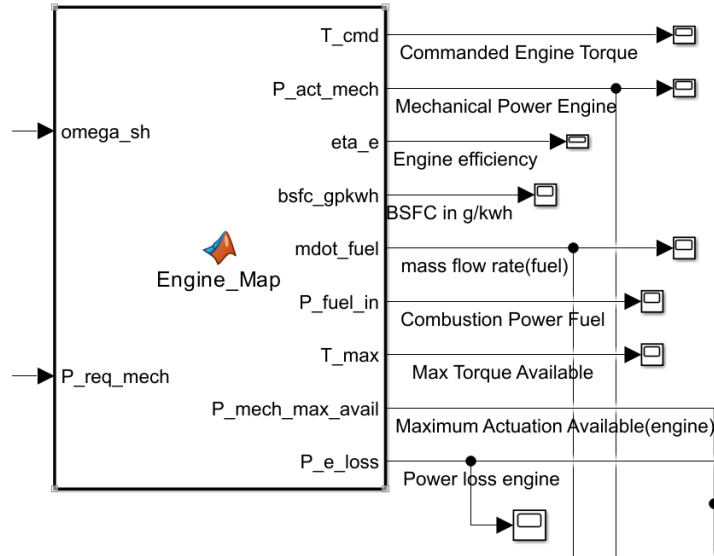 T_cmd
Commanded Engine Torque
P_act_mech
Mechanical Power Engine
omega_sh
eta_e
Engine efficiency
bsfc_gpkwh
BSFC in g/kwh
mdot_fuel
mass flow rate(fuel)
Engine_Map
P_fuel_in
Combustion Power Fuel
T_max
Max Torque Available
P_req_mech
P_mech_max_avail
Maximum Actuation Available(engine)
P_e_loss
Power loss engine